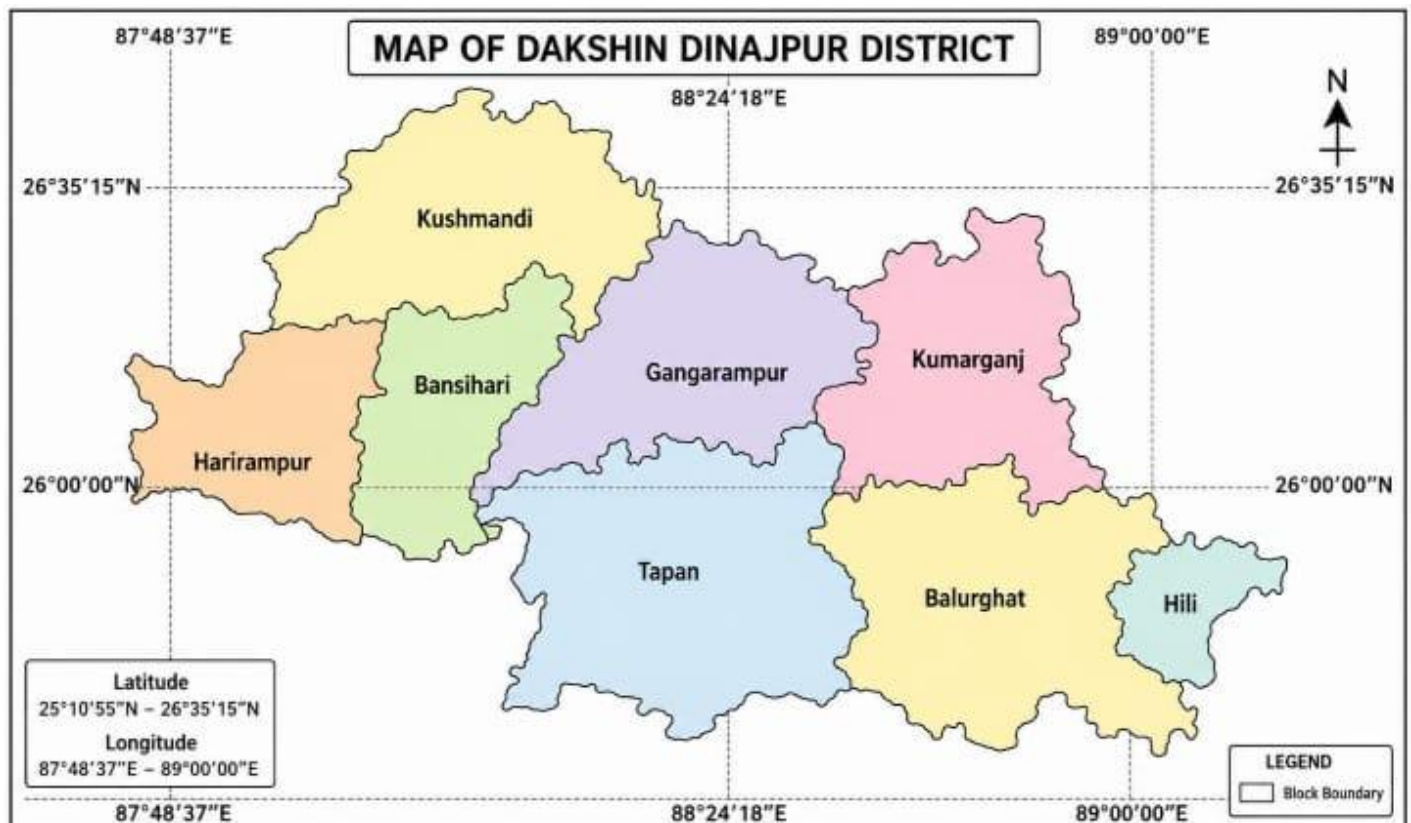 87°48'37"E
MAP OF DAKSHIN DINAJPUR DISTRICT
89°00'00"E
88°24'18"E
N
26°35'15"N
26°35'15"N
Kushmandi
Gangarampur
Kumarganj
Bansihari
Harirampur
26°00'00"N
26°00'00"N
Tapan
Balurghat
Hili
Latitude
25°10'55"N – 26°35'15"N
Longitude
87°48'37"E – 89°00'00"E
LEGEND
Block Boundary
87°48'37"E
88°24'18"E
89°00'00"E